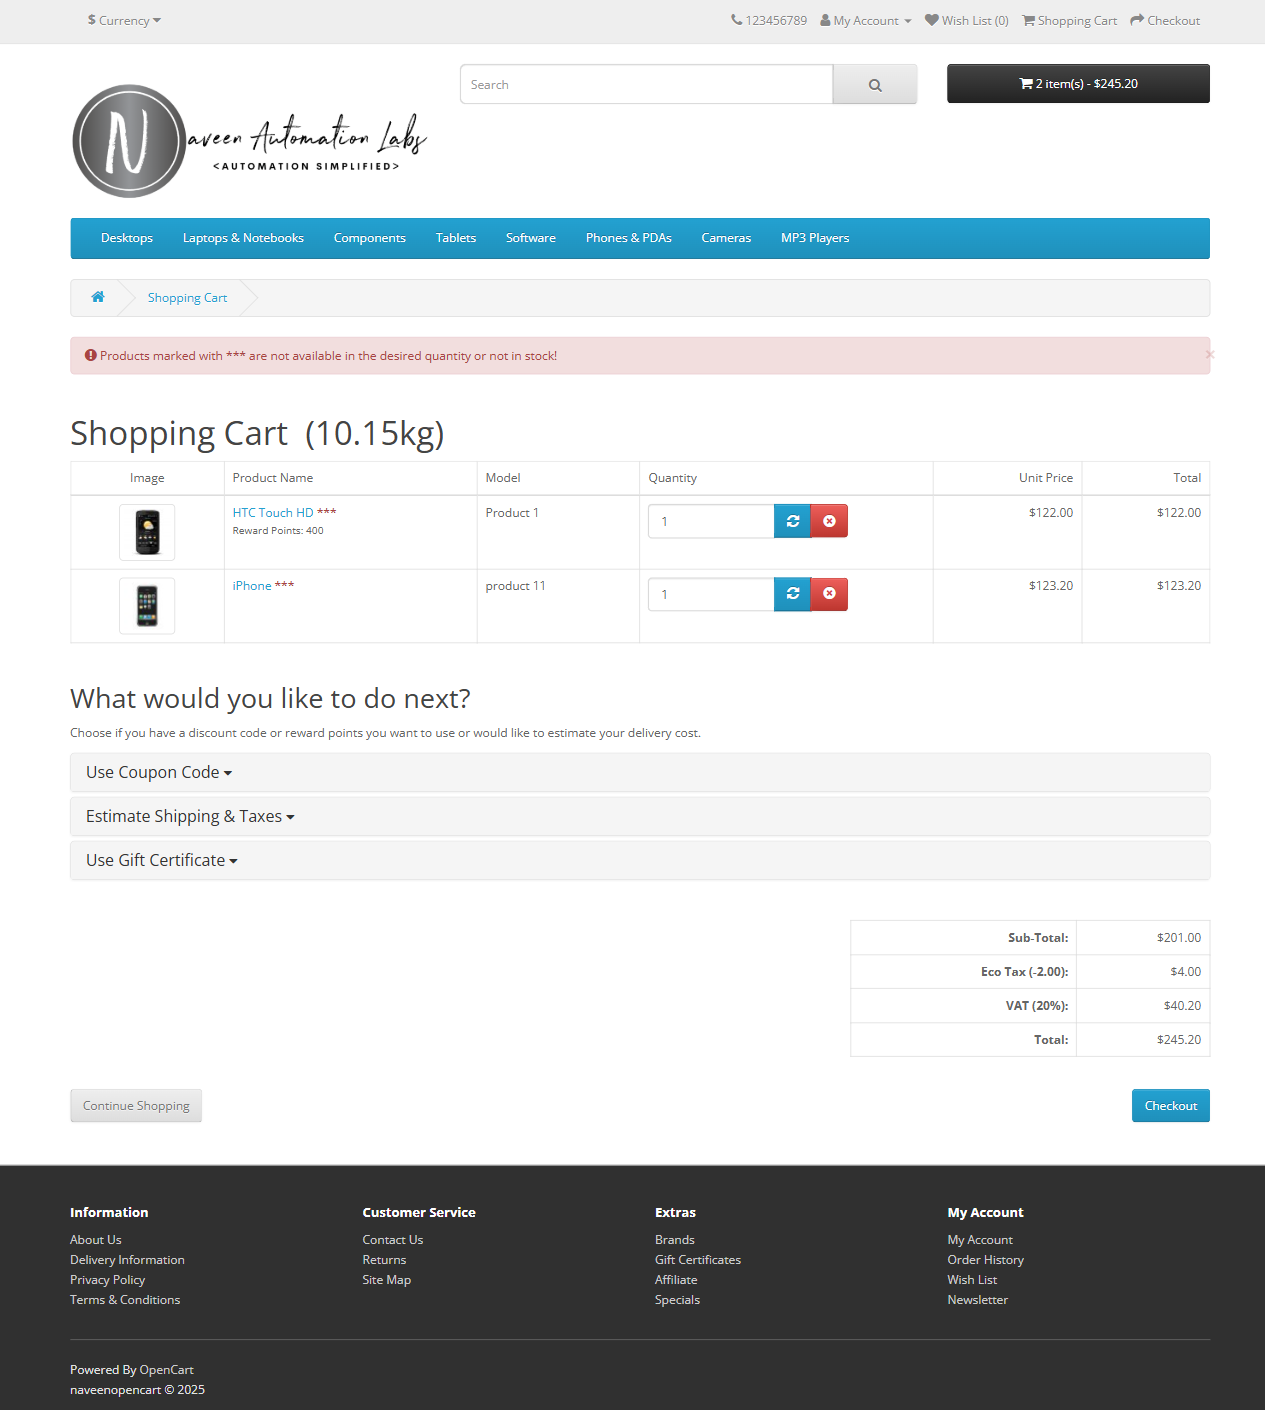 $ Currency
123456789 My Account Wish List (0) Shopping Cart Checkout
Search
2 item(s) - $245.20
N
aveen Automation Labs
<AUTOMATION SIMPLIFIED>
Desktops Laptops & Notebooks Components Tablets Software Phones & PDAs Cameras MP3 Players
Shopping Cart
Products marked with *** are not available in the desired quantity or not in stock! ×
Shopping Cart (10.15kg)
Image Product Name Model Quantity Unit Price Total
HTC Touch HD *** Product 1 1 $122.00 $122.00
Reward Points: 400
iPhone *** product 11 1 $123.20 $123.20
What would you like to do next?
Choose if you have a discount code or reward points you want to use or would like to estimate your delivery cost.
Use Coupon Code
Estimate Shipping & Taxes
Use Gift Certificate
Sub-Total: $201.00
Eco Tax (-2.00): $4.00
VAT (20%): $40.20
Total: $245.20
Continue Shopping Checkout
Information
About Us
Delivery Information
Privacy Policy
Terms & Conditions
Customer Service
Contact Us
Returns
Site Map
Extras
Brands
Gift Certificates
Affiliate
Specials
My Account
My Account
Order History
Wish List
Newsletter
Powered By OpenCart
naveenopencart © 2025